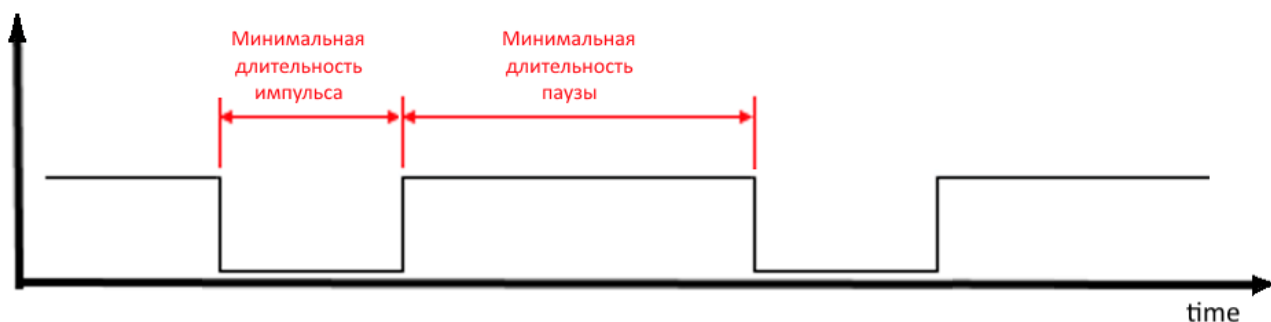 Минимальная
длительность
импульса
Минимальная
длительность
паузы
time